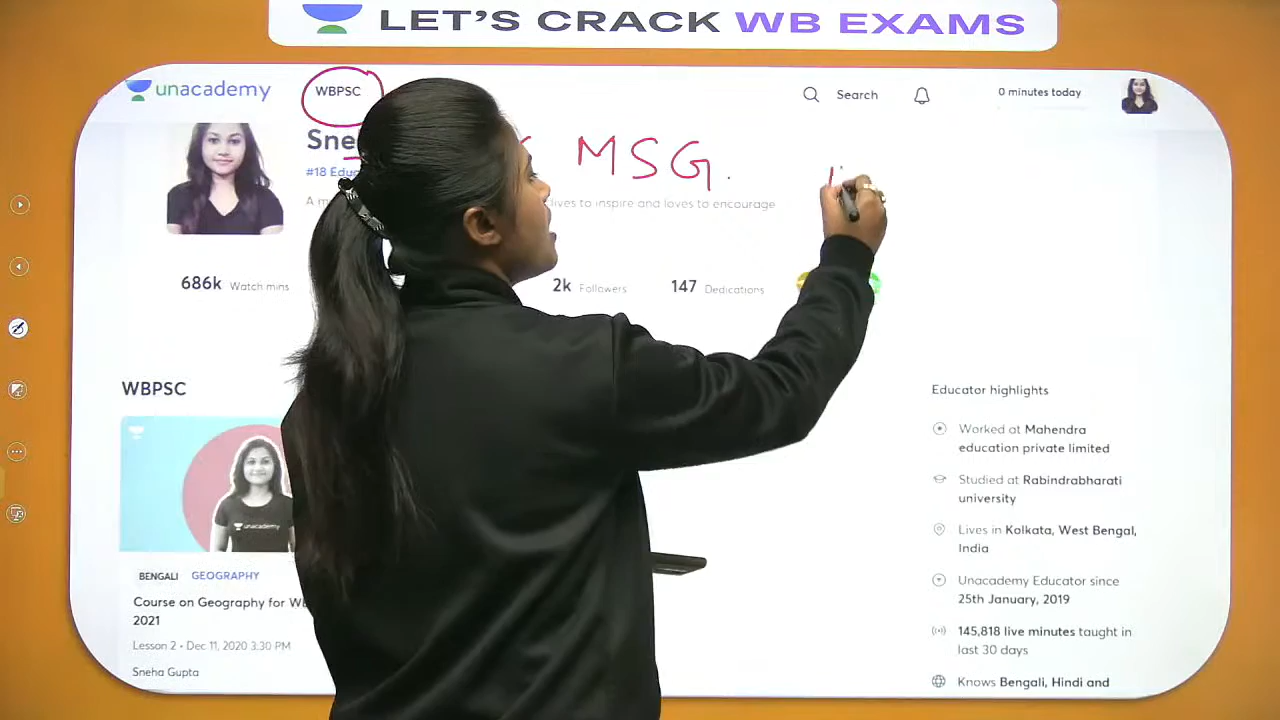 LET'S CRACK WB EXAMS
unacademy
WBPSC
Search
0 minutes today
Sne
MSG.
#18 Educ
lives to inspire and loves to encourage
686k Watch mins
2k Followers
147 Dedications
WBPSC
unacademy
BENGALI GEOGRAPHY
Course on Geography for WB
2021
Lesson 2 • Dec 11, 2020 3:30 PM
Sneha Gupta
Educator highlights
Worked at Mahendra
education private limited
Studied at Rabindrabharati
university
Lives in Kolkata, West Bengal,
India
Unacademy Educator since
25th January, 2019
145,818 live minutes taught in
last 30 days
Knows Bengali, Hindi and